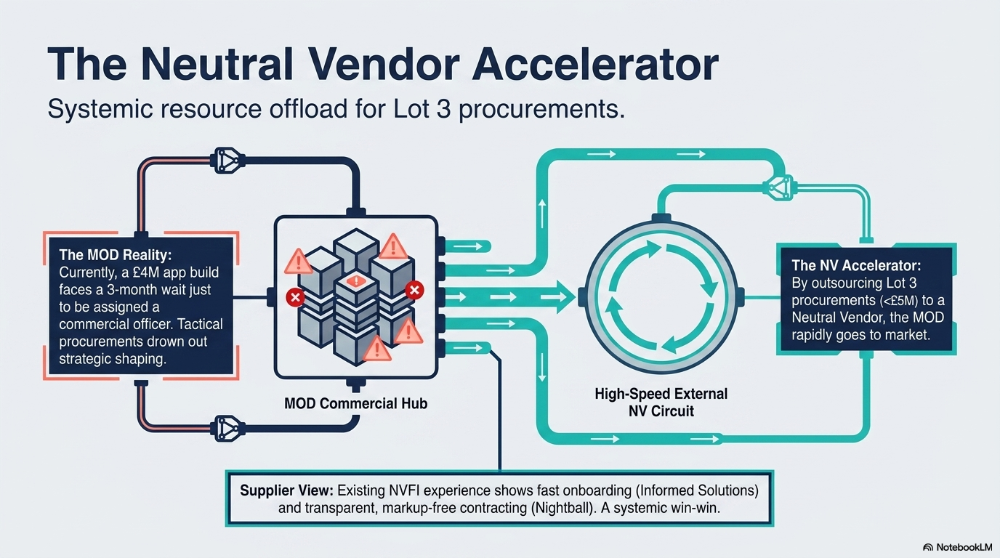 The Neutral Vendor Accelerator
Systemic resource offload for Lot 3 procurements.
The MOD Reality:
Currently, a £4M app build
faces a 3-month wait just
to be assigned a
commercial officer. Tactical
procurements drown out
strategic shaping.
MOD Commercial Hub
High-Speed External
NV Circuit
The NV Accelerator:
By outsourcing Lot 3
procurements (<£5M) to a
Neutral Vendor, the MOD
rapidly goes to market.
Supplier View: Existing NVFI experience shows fast onboarding (Informed Solutions)
and transparent, markup-free contracting (Nightball). A systemic win-win.
NotebookLM